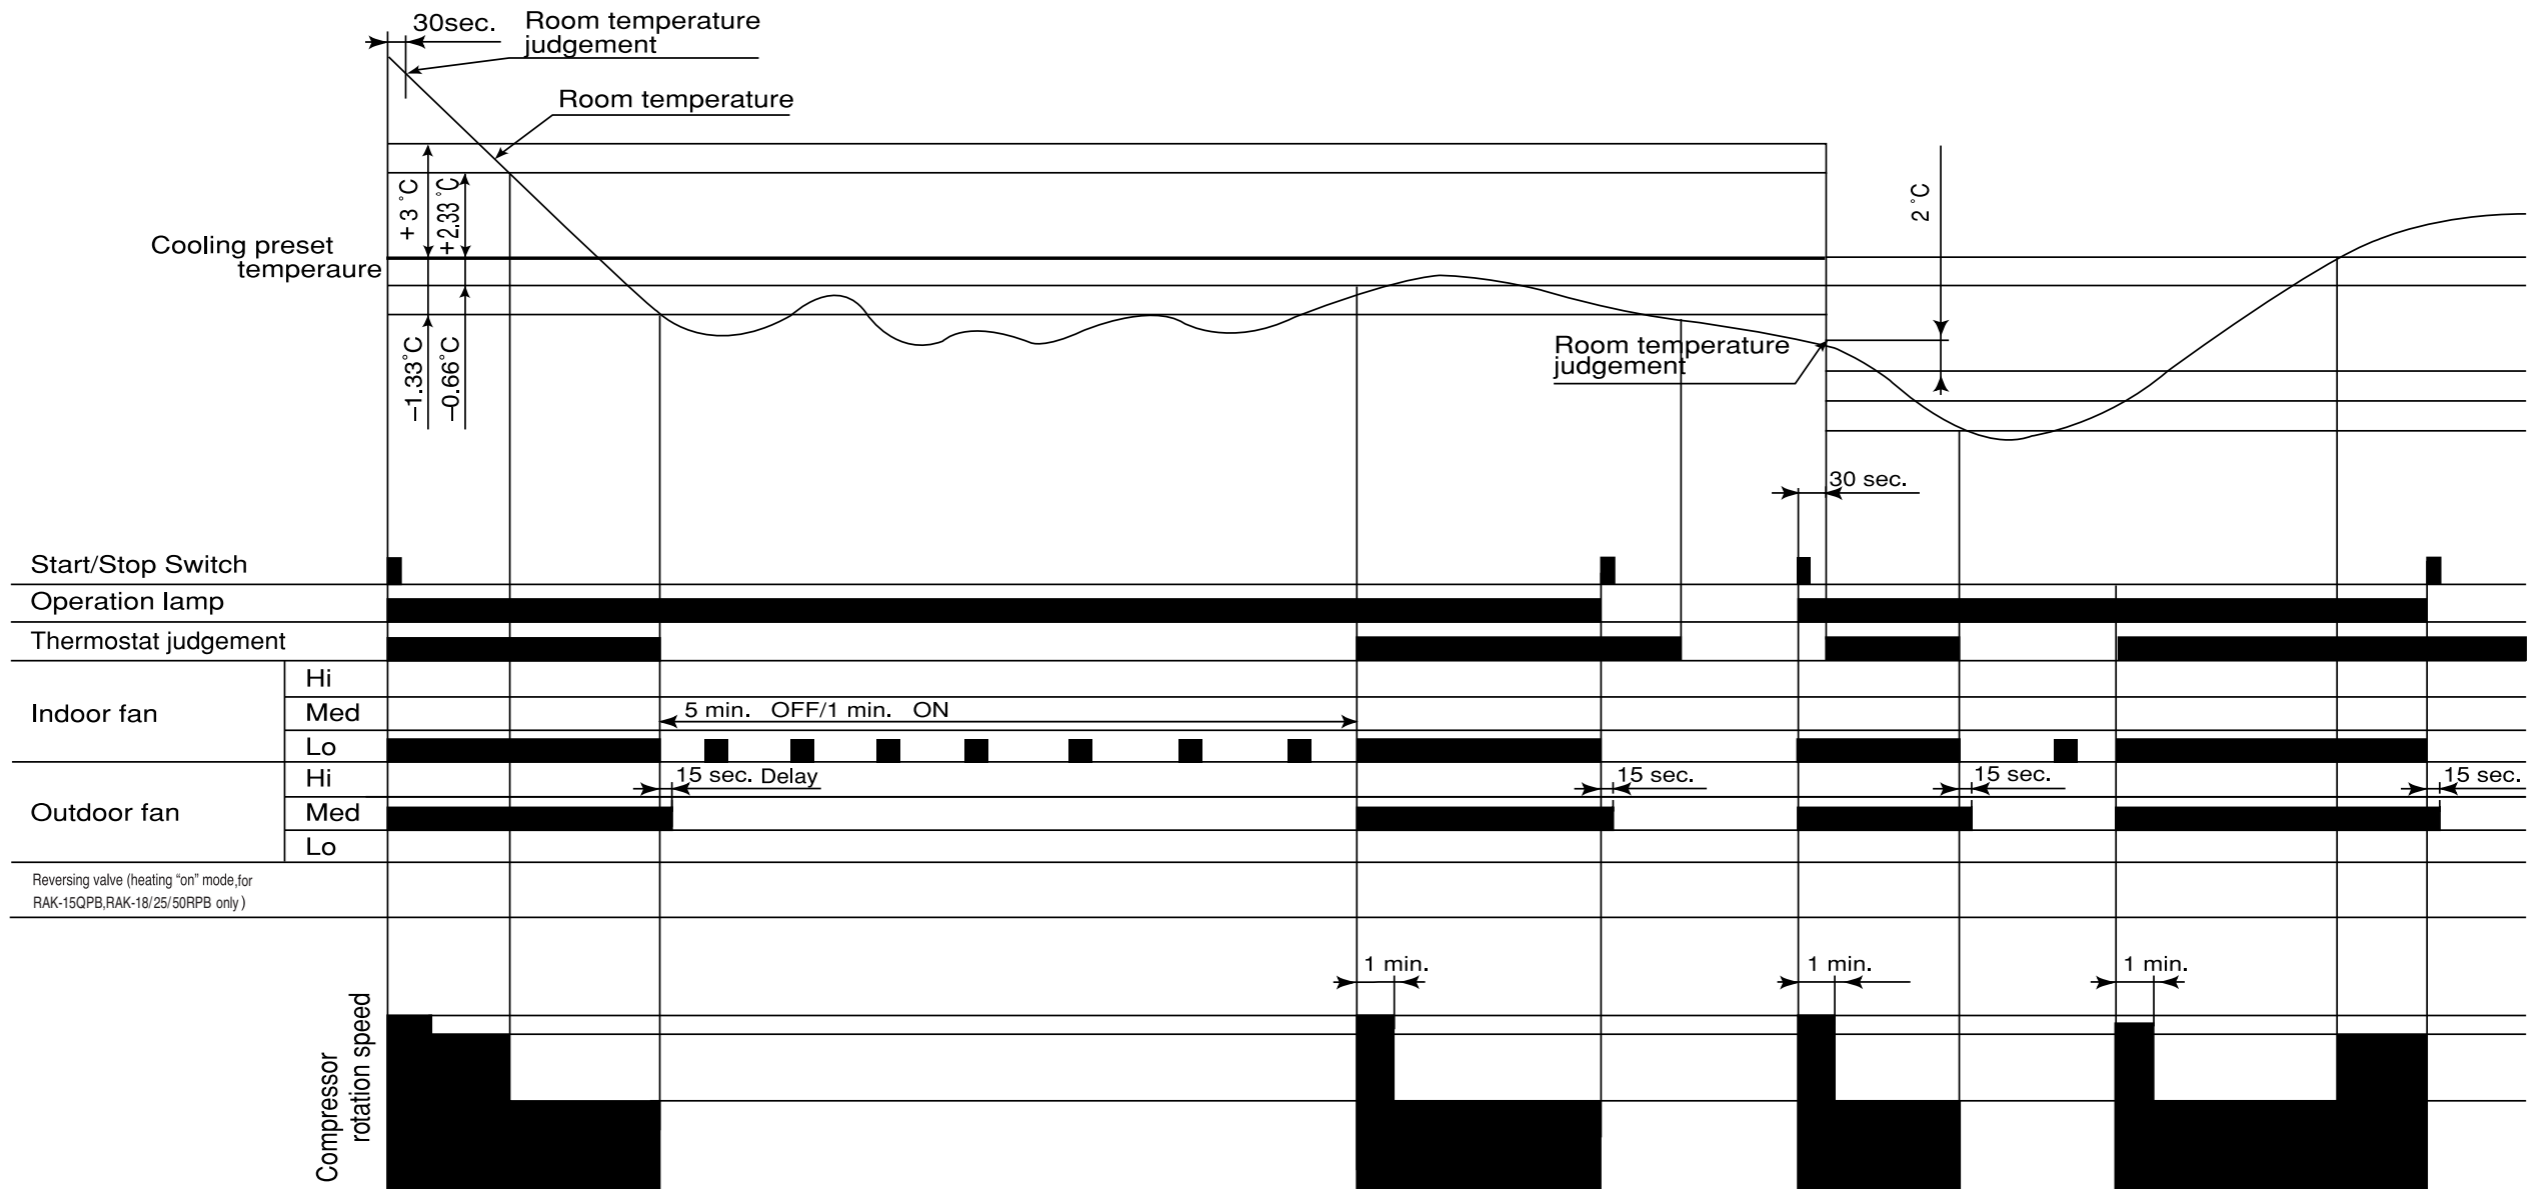 30sec.
Room temperature
judgement
Room temperature
+ 3 °C
+2.33 °C
2 °C
Cooling preset
temperaure
–1.33°C
–0.66°C
Room temperature
judgement
30 sec.
Start/Stop Switch
Operation lamp
Thermostat judgement
Indoor fan
Hi
Med
5 min. OFF/1 min. ON
Lo
Outdoor fan
Hi
15 sec. Delay
15 sec.
15 sec.
15 sec.
Med
Lo
Reversing valve (heating “on” mode,for
RAK-15QPB,RAK-18/25/50RPB only )
1 min.
1 min.
1 min.
Compressor
rotation speed